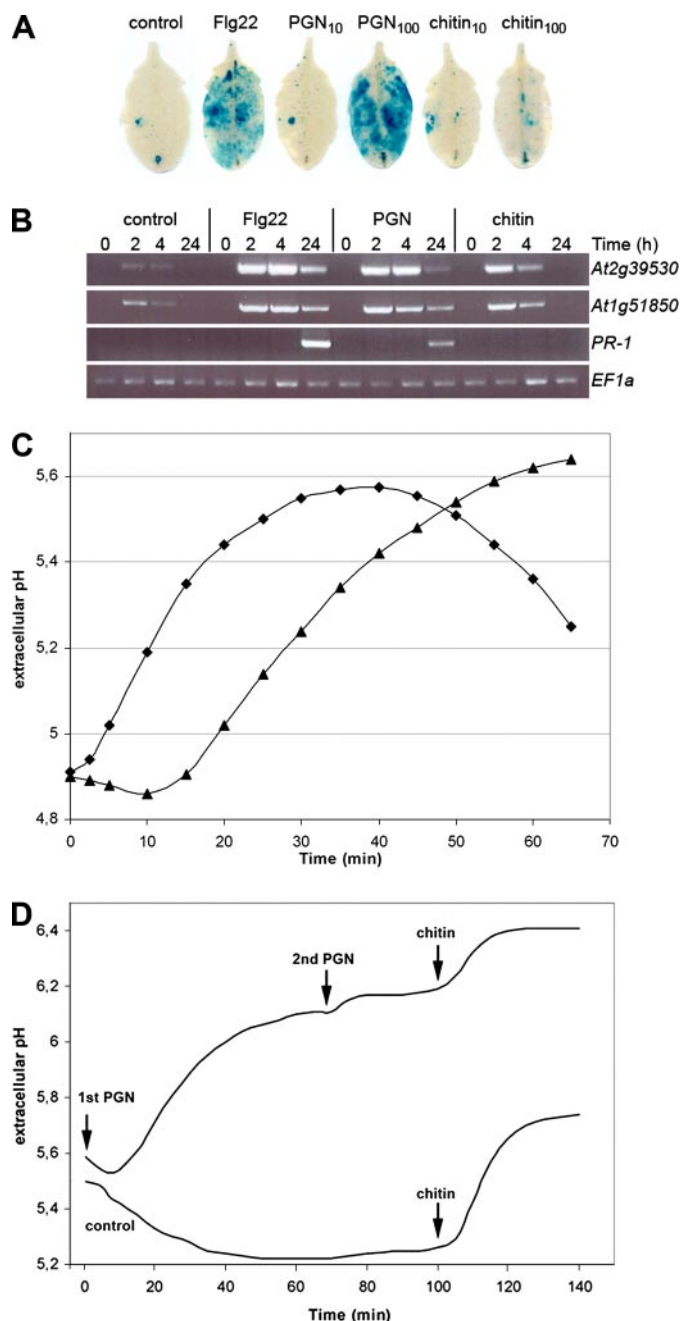 A
control Flg22 PGN10 PGN100 chitin10 chitin100
B
control Flg22 PGN chitin
0 2 4 24 0 2 4 24 0 2 4 24 0 2 4 24 Time (h)
At2g39530
At1g51850
PR-1
EF1a
C
5,6
5,4
5,2
5
4,8
extracellular pH
0 10 20 30 40 50 60 70
Time (min)
D
6,4
6,2
6
5,8
5,6
5,4
5,2
extracellular pH
1st PGN
2nd PGN
chitin
control
chitin
0 20 40 60 80 100 120 140
Time (min)